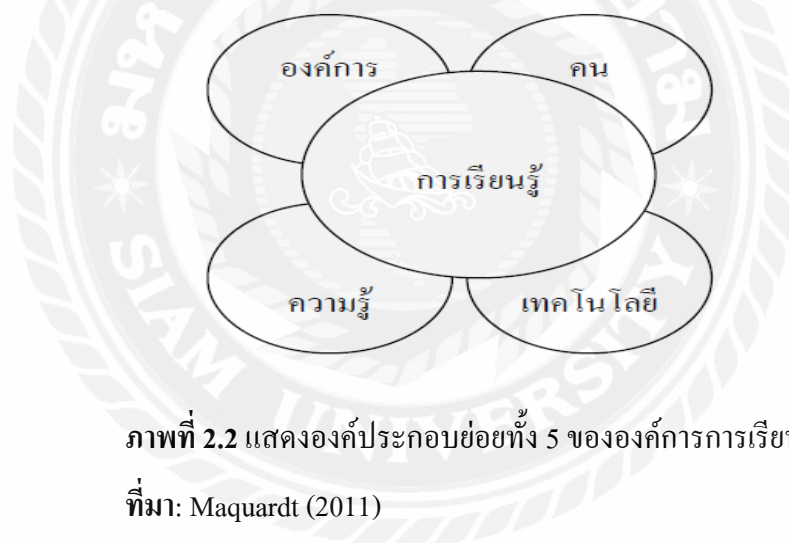 องค์การ คน
การเรียนรู้
ความรู้ เทคโนโลยี
ภาพที่ 2.2 แสดงองค์ประกอบย่อยทั้ง 5 ขององค์การการเรียน
ที่มา: Maquardt (2011)
SIAM UNIVERSITY